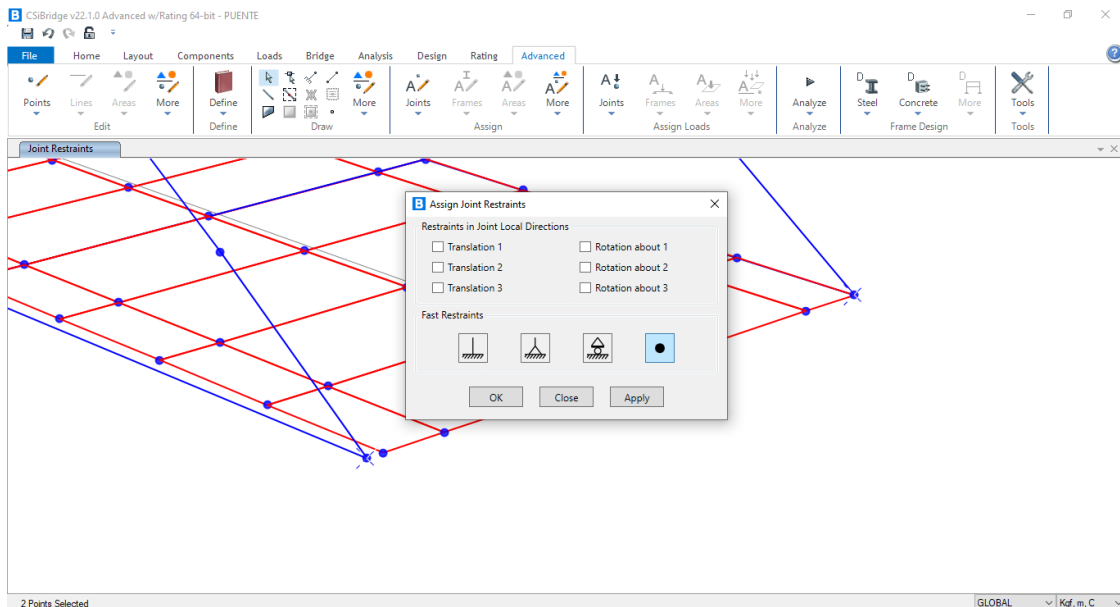 B CSiBridge v22.1.0 Advanced w/Rating 64-bit - PUENTE
File Home Layout Components Loads Bridge Analysis Design Rating Advanced
Points Lines Areas More Define More Joints Frames Areas More Joints Frames Areas More Analyze Steel Concrete More Tools
Edit Define Draw Assign Assign Loads Analyze Frame Design Tools
Joint Restraints
B Assign Joint Restraints
Restraints in Joint Local Directions
Translation 1 Rotation about 1
Translation 2 Rotation about 2
Translation 3 Rotation about 3
Fast Restraints
OK Close Apply
2 Points Selected GLOBAL Kgf, m, C